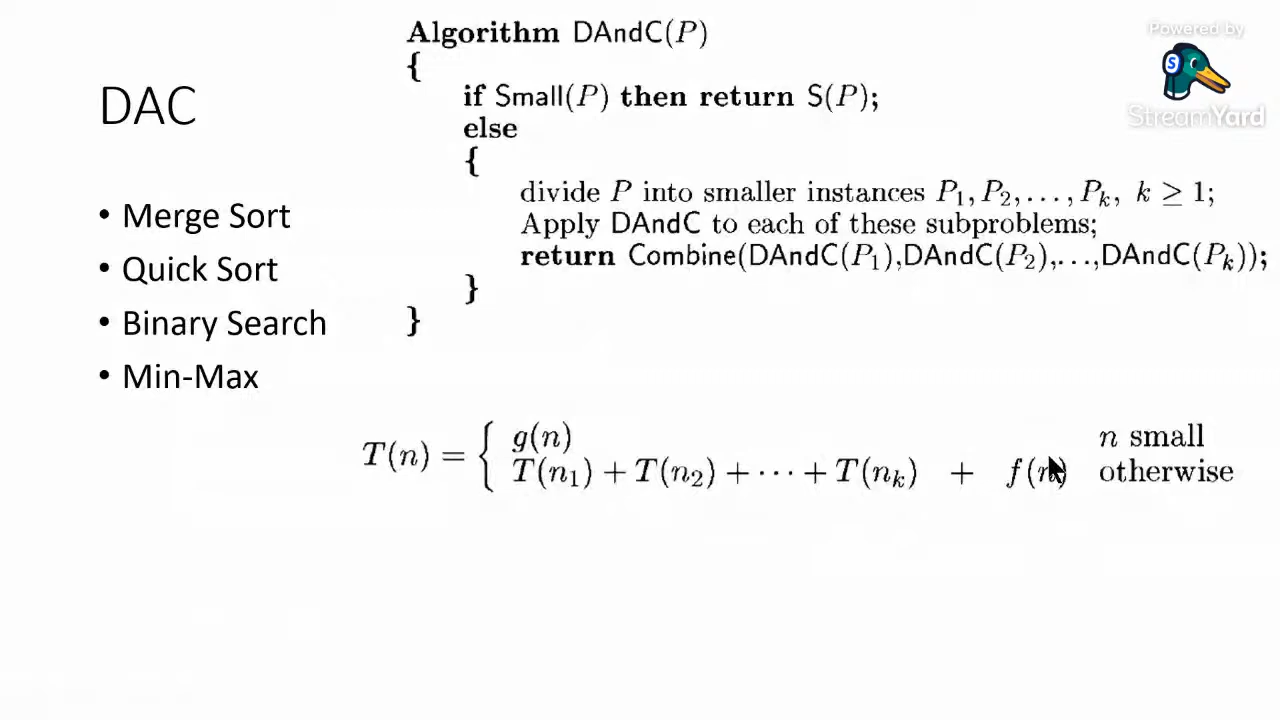 DAC
• Merge Sort
• Quick Sort
• Binary Search
• Min-Max
Algorithm DAndC(P)
{
if Small(P) then return S(P);
else
{
divide P into smaller instances P₁, P₂, . . . , Pₖ, k ≥ 1;
Apply DAndC to each of these subproblems;
return Combine(DAndC(P₁),DAndC(P₂),. . .,DAndC(Pₖ));
}
}
T(n) = { g(n) n small
T(n₁) + T(n₂) + · · · + T(nₖ) + f(n) otherwise
Powered by
StreamYard